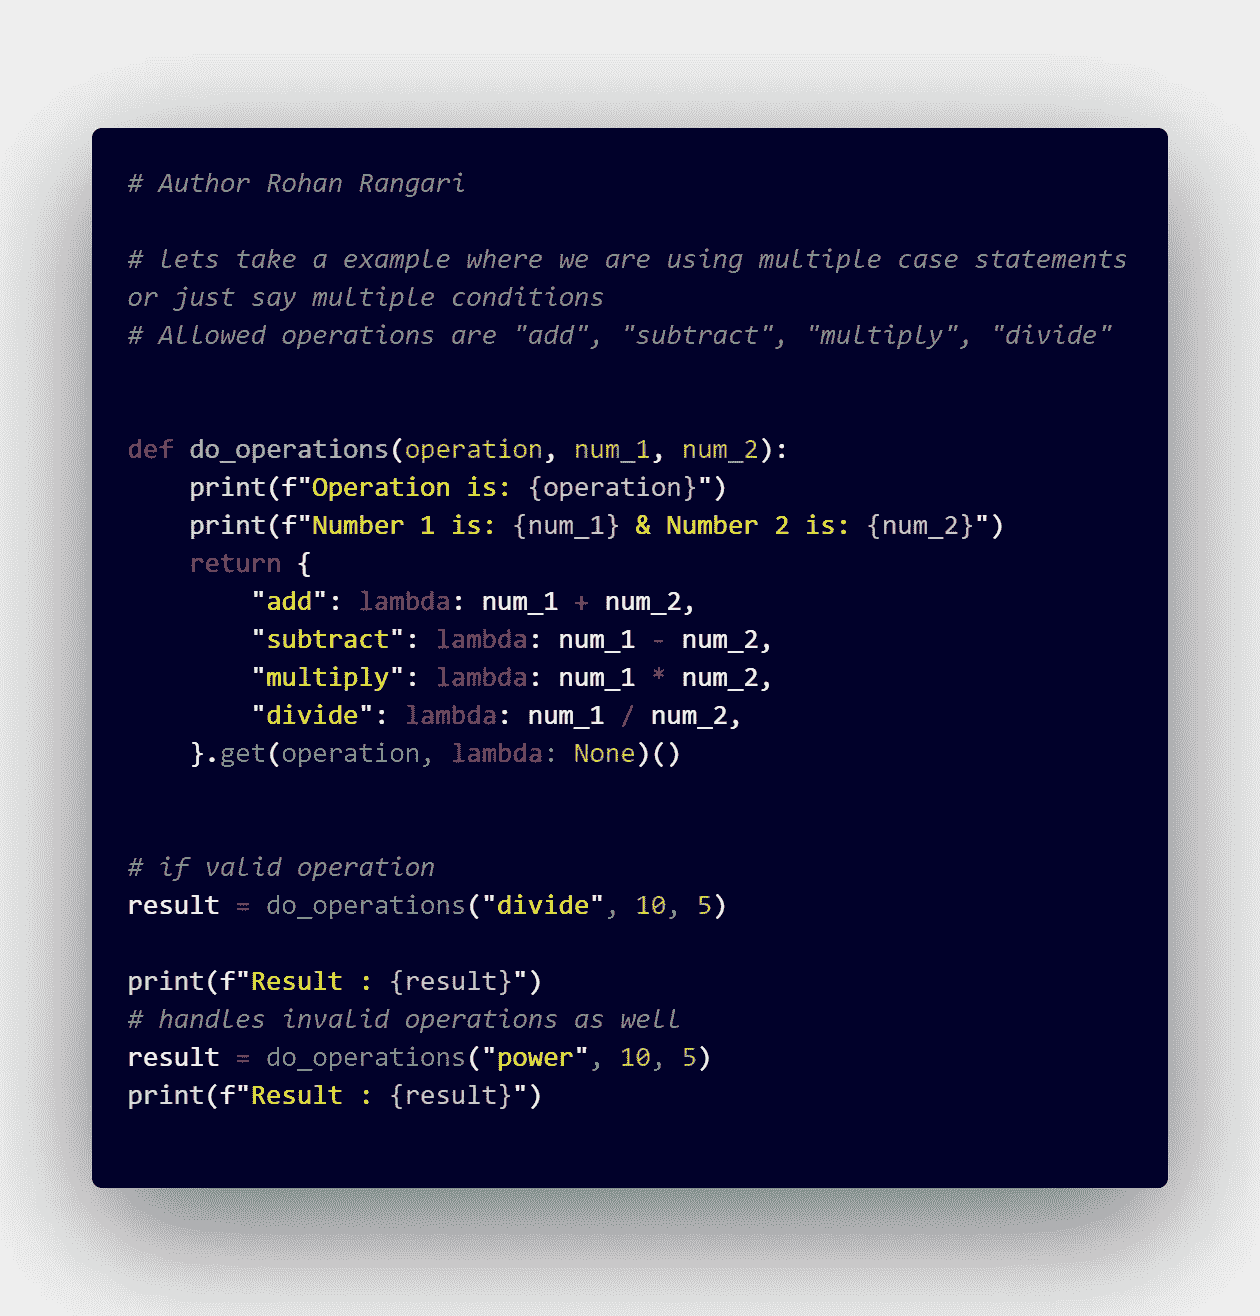 # Author Rohan Rangari
# lets take a example where we are using multiple case statements
or just say multiple conditions
# Allowed operations are "add", "subtract", "multiply", "divide"
def do_operations(operation, num_1, num_2):
    print(f"Operation is: {operation}")
    print(f"Number 1 is: {num_1} & Number 2 is: {num_2}")
    return {
        "add": lambda: num_1 + num_2,
        "subtract": lambda: num_1 - num_2,
        "multiply": lambda: num_1 * num_2,
        "divide": lambda: num_1 / num_2,
    }.get(operation, lambda: None)()
# if valid operation
result = do_operations("divide", 10, 5)
print(f"Result : {result}")
# handles invalid operations as well
result = do_operations("power", 10, 5)
print(f"Result : {result}")